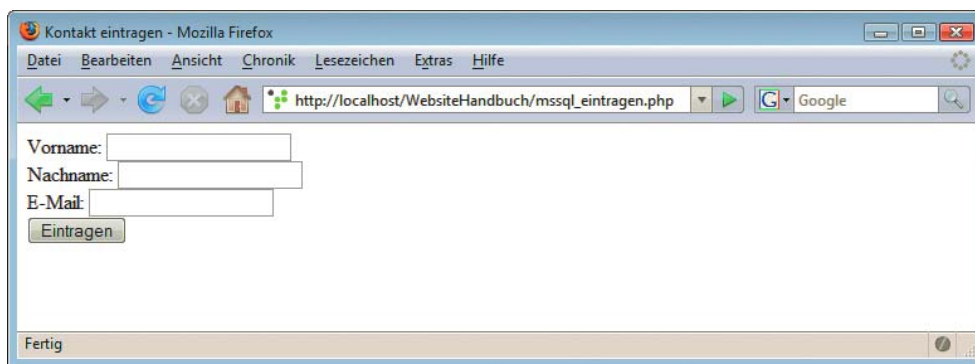 Kontakt eintragen - Mozilla Firefox
Datei Bearbeiten Ansicht Chronik Lesezeichen Extras Hilfe
http://localhost/WebsiteHandbuch/mssql_eintragen.php G Google
Vorname:
Nachname:
E-Mail:
Eintragen
Fertig